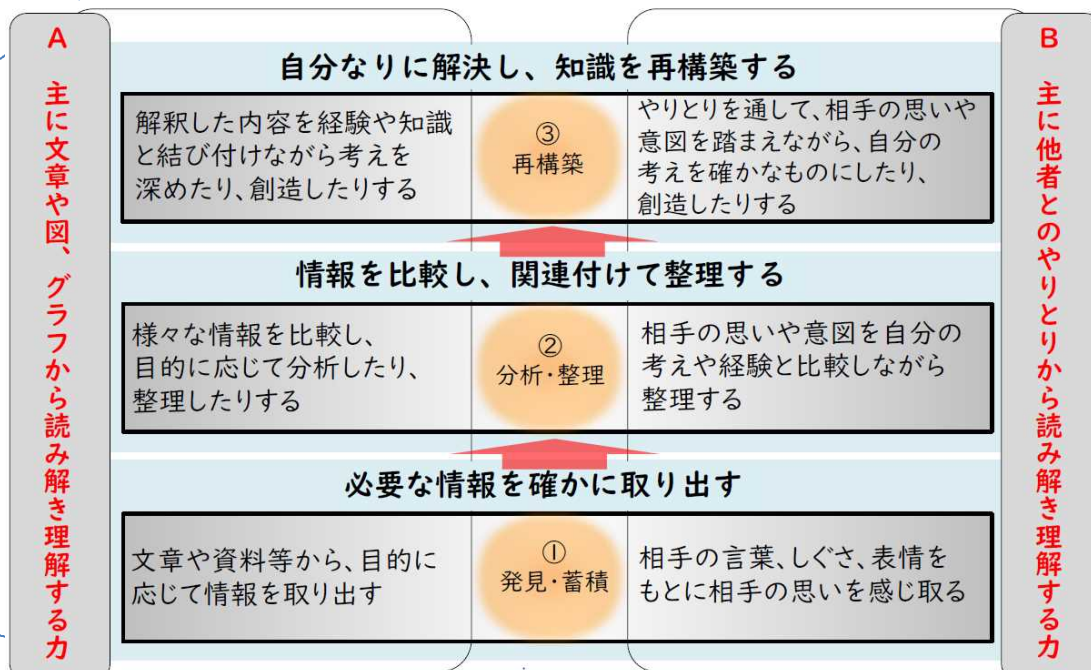 A 主に文章や図、グラフから読み解き理解する力
自分なりに解決し、知識を再構築する
解釈した内容を経験や知識
と結び付けながら考えを
深めたり、創造したりする
③
再構築
やりとりを通して、相手の思いや
意図を踏まえながら、自分の
考えを確かなものにしたり、
創造したりする
情報を比較し、関連付けて整理する
様々な情報を比較し、
目的に応じて分析したり、
整理したりする
②
分析・整理
相手の思いや意図を自分の
考えや経験と比較しながら
整理する
必要な情報を確かに取り出す
文章や資料等から、目的に
応じて情報を取り出す
①
発見・蓄積
相手の言葉、しぐさ、表情を
もとに相手の思いを感じ取る
B 主に他者とのやりとりから読み解き理解する力